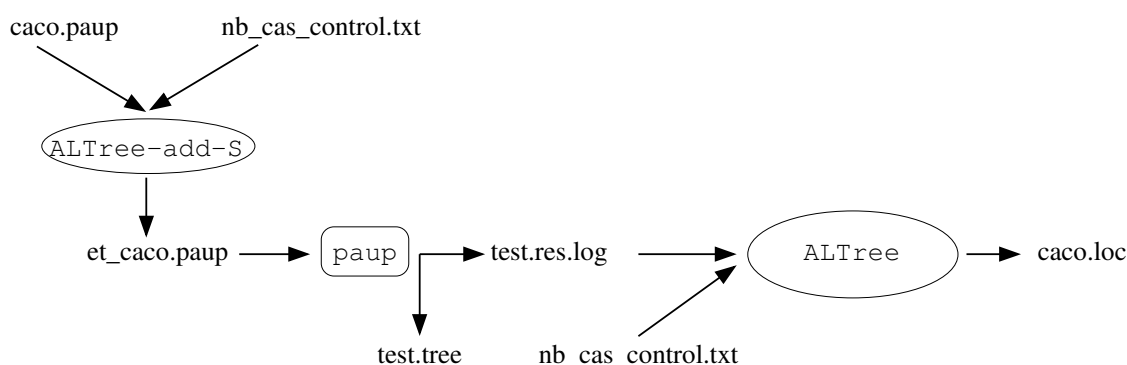 caco.paup nb_cas_control.txt
ALTree-add-S
et_caco.paup paup test.res.log ALTree caco.loc
test.tree nb cas control.txt